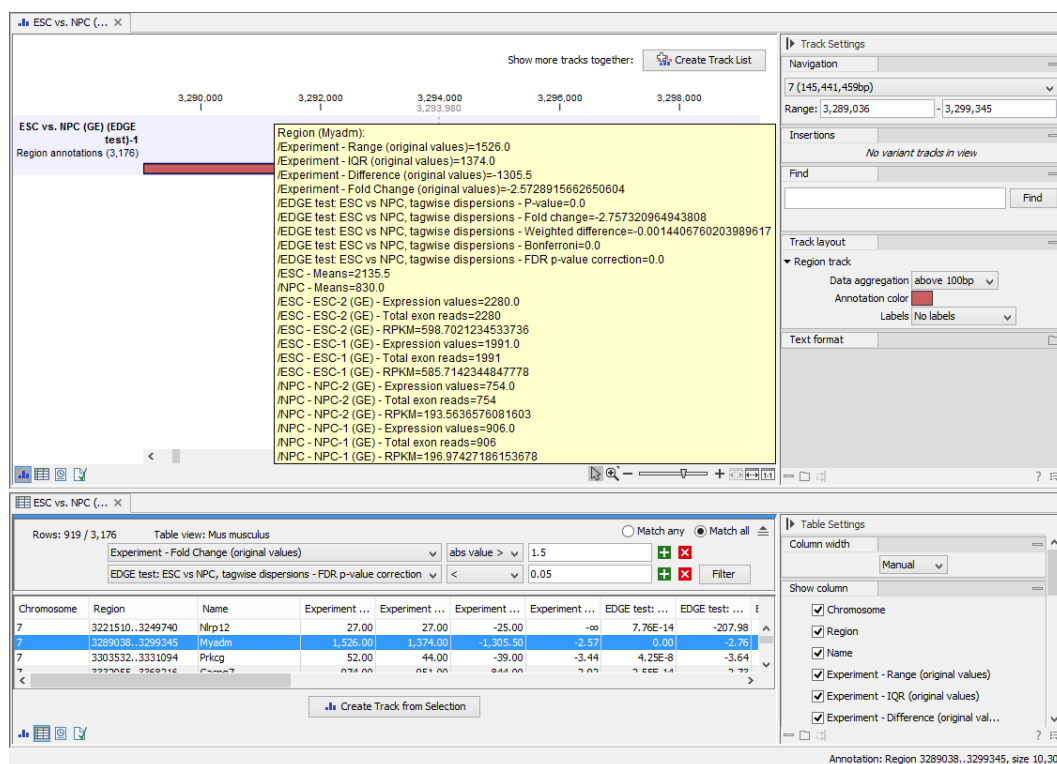 ESC vs. NPC (...
Show more tracks together: Create Track List
3,290,000 3,292,000 3,294,000 3,296,000 3,298,000
3,293,980
ESC vs. NPC (GE) (EDGE
test)-1
Region annotations (3,176)
Region (Myadm):
/Experiment - Range (original values)=1526.0
/Experiment - IQR (original values)=1374.0
/Experiment - Difference (original values)=-1305.5
/Experiment - Fold Change (original values)=-2.5728915662650604
/EDGE test: ESC vs NPC, tagwise dispersions - P-value=0.0
/EDGE test: ESC vs NPC, tagwise dispersions - Fold change=-2.757320964943808
/EDGE test: ESC vs NPC, tagwise dispersions - Weighted difference=-0.0014406760203989617
/EDGE test: ESC vs NPC, tagwise dispersions - Bonferroni=0.0
/EDGE test: ESC vs NPC, tagwise dispersions - FDR p-value correction=0.0
/ESC - Means=2135.5
/NPC - Means=830.0
/ESC - ESC-2 (GE) - Expression values=2280.0
/ESC - ESC-2 (GE) - Total exon reads=2280
/ESC - ESC-2 (GE) - RPKM=598.7021234533736
/ESC - ESC-1 (GE) - Expression values=1991.0
/ESC - ESC-1 (GE) - Total exon reads=1991
/ESC - ESC-1 (GE) - RPKM=585.7142344847778
/NPC - NPC-2 (GE) - Expression values=754.0
/NPC - NPC-2 (GE) - Total exon reads=754
/NPC - NPC-2 (GE) - RPKM=193.5636576081603
/NPC - NPC-1 (GE) - Expression values=906.0
/NPC - NPC-1 (GE) - Total exon reads=906
/NPC - NPC-1 (GE) - RPKM=196.97427186153678
Track Settings
Navigation
7 (145,441,459bp)
Range: 3,289,036 - 3,299,345
Insertions
No variant tracks in view
Find
Find
Track layout
Region track
Data aggregation above 100bp
Annotation color
Labels No labels
Text format
ESC vs. NPC (...
Rows: 919 / 3,176 Table view: Mus musculus Match any Match all
Experiment - Fold Change (original values) abs value > 1.5
EDGE test: ESC vs NPC, tagwise dispersions - FDR p-value correction < 0.05 Filter
Chromosome Region Name Experiment ... Experiment ... Experiment ... Experiment ... EDGE test: ... EDGE test: ... E
7 3221510..3249740 Nlrp12 27.00 27.00 -25.00 -∞ 7.76E-14 -207.98
7 3289038..3299345 Myadm 1,526.00 1,374.00 -1,305.50 -2.57 0.00 -2.76
7 3303532..3331094 Prkcg 52.00 44.00 -39.00 -3.44 4.25E-8 -3.64
Create Track from Selection
Table Settings
Column width
Manual
Show column
Chromosome
Region
Name
Experiment - Range (original values)
Experiment - IQR (original values)
Experiment - Difference (original val...
Annotation: Region 3289038..3299345, size 10,30